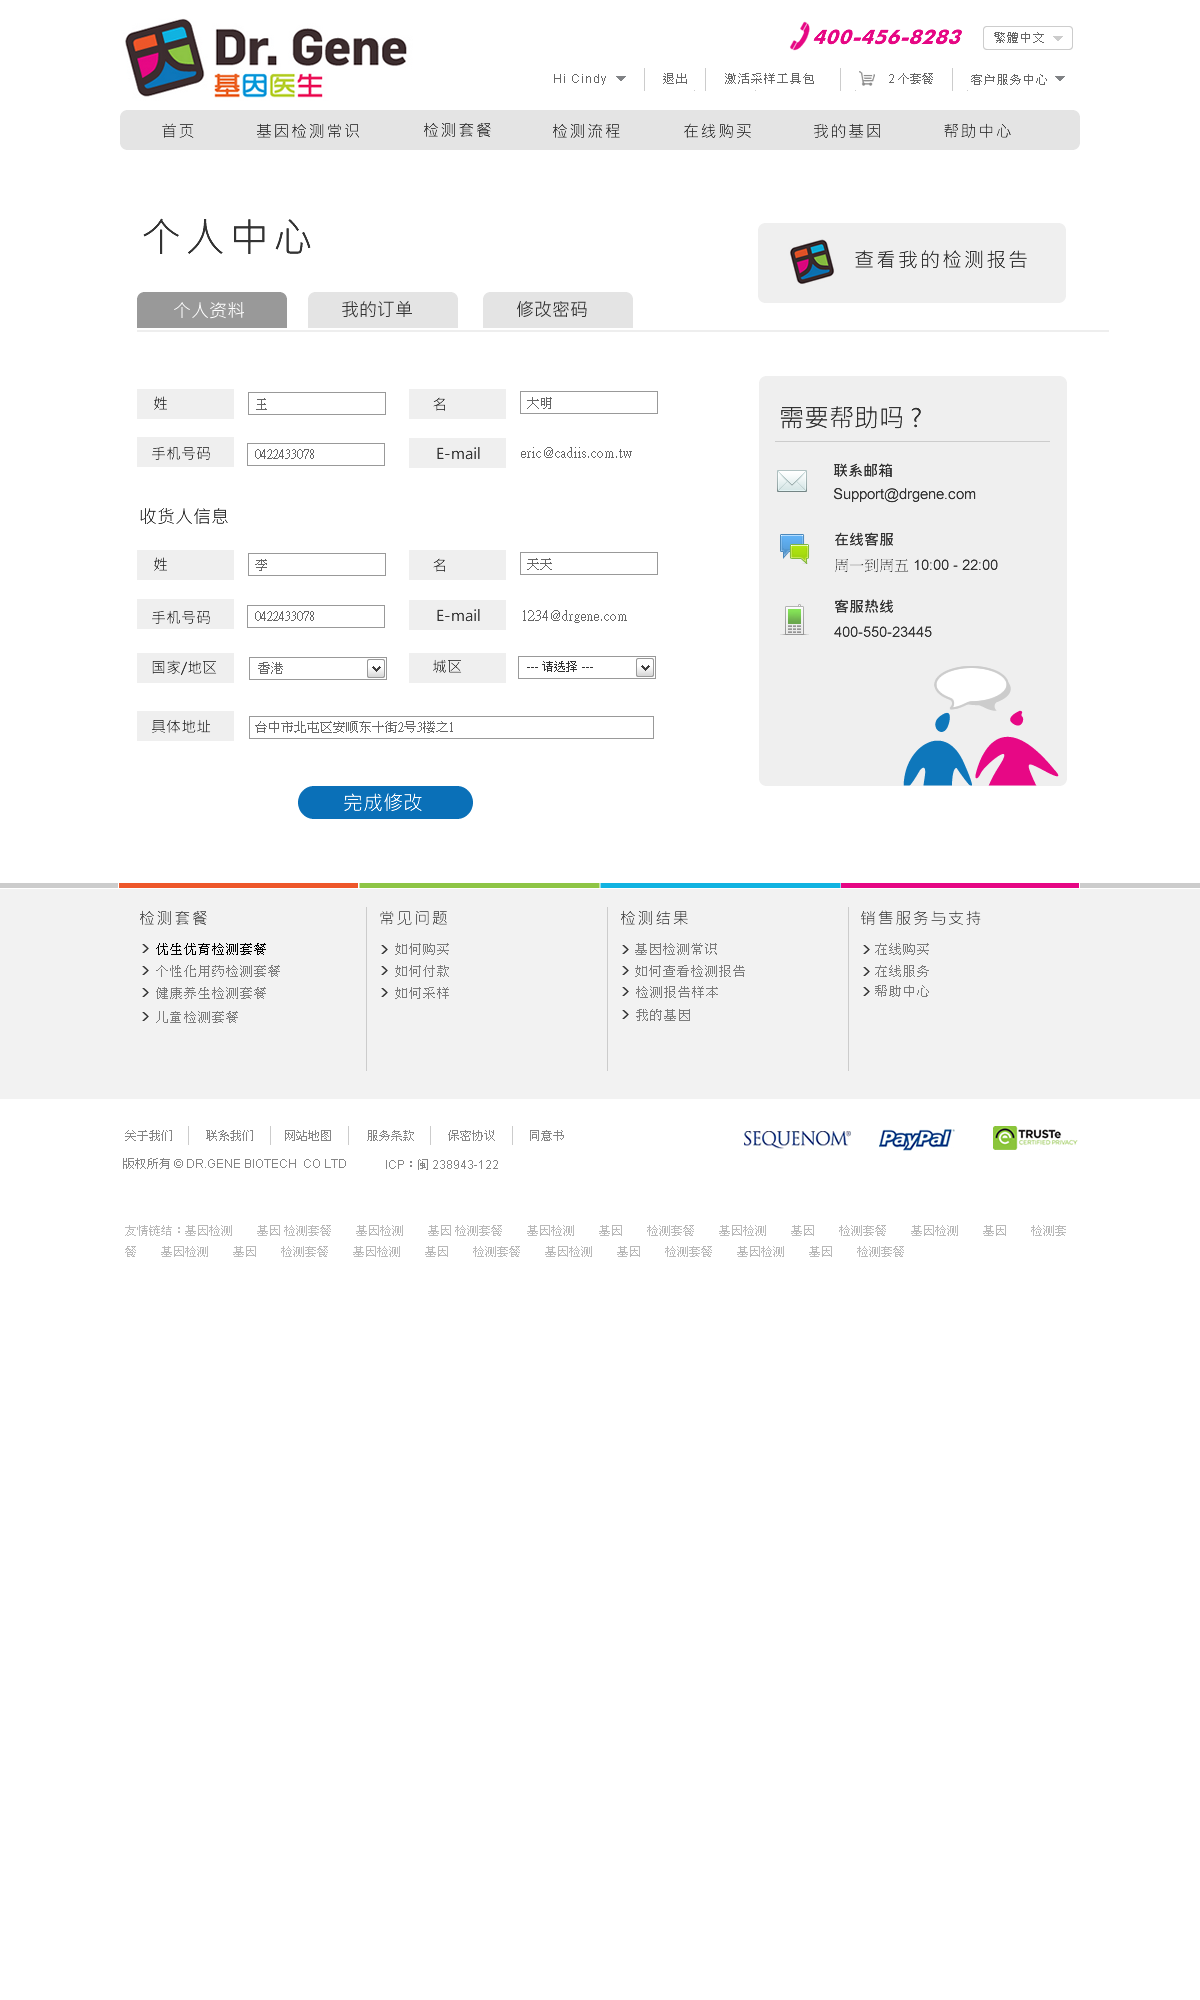 Dr. Gene
基因医生
400-456-8283
繁體中文
Hi Cindy 退出 激活采样工具包 2个套餐 客户服务中心
首页 基因检测常识 检测套餐 检测流程 在线购买 我的基因 帮助中心
个人中心
查看我的检测报告
个人资料 我的订单 修改密码
姓 王 名 大明
手机号码 0422433078 E-mail eric@cadiis.com.tw
收货人信息
姓 李 名 天天
手机号码 0422433078 E-mail 1234@drgene.com
国家/地区 香港 城区 --- 请选择 ---
具体地址 台中市北屯区安顺东十街2号3楼之1
完成修改
需要帮助吗？
联系邮箱
Support@drgene.com
在线客服
周一到周五 10:00 - 22:00
客服热线
400-550-23445
检测套餐
优生优育检测套餐
个性化用药检测套餐
健康养生检测套餐
儿童检测套餐
常见问题
如何购买
如何付款
如何采样
检测结果
基因检测常识
如何查看检测报告
检测报告样本
我的基因
销售服务与支持
在线购买
在线服务
帮助中心
关于我们 联系我们 网站地图 服务条款 保密协议 同意书
版权所有 © DR.GENE BIOTECH CO LTD ICP：闽 238943-122
SEQUENOM® PayPal TRUSTe
CERTIFIED PRIVACY
友情链结：基因检测 基因 检测套餐 基因检测 基因 检测套餐 基因检测 基因 检测套餐 基因检测 基因 检测套餐 基因检测 基因 检测套
餐 基因检测 基因 检测套餐 基因检测 基因 检测套餐 基因检测 基因 检测套餐 基因检测 基因 检测套餐